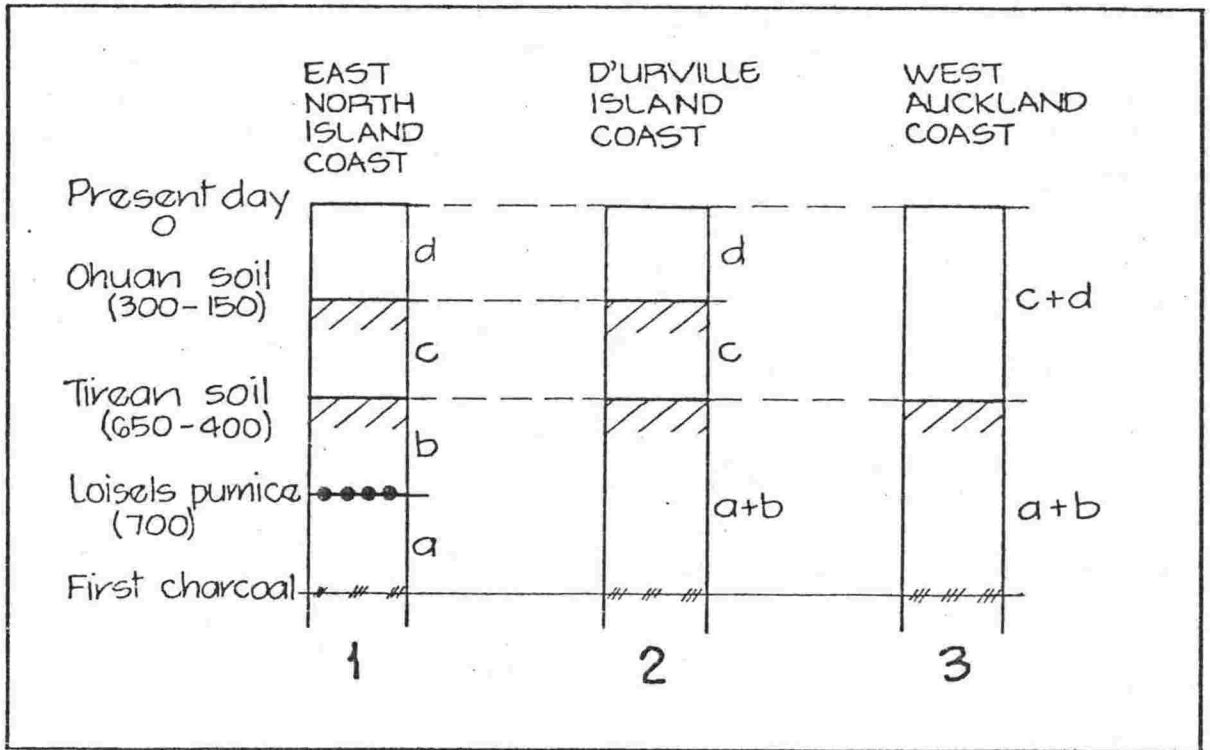 EAST
NORTH
ISLAND
COAST
D'URVILLE
ISLAND
COAST
WEST
AUCKLAND
COAST
Present day
0
d
d
Ohuan soil
(300-150)
c+d
c
c
Tirean soil
(650-400)
b
Loisels pumice
(700)
a+b
a+b
a
First charcoal
1
2
3